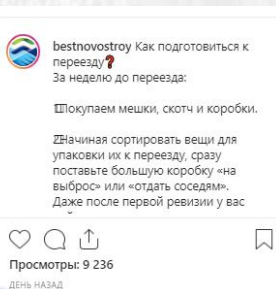 bestnovostroy Как подготовиться к
переезду❓
За неделю до переезда:
1️⃣Покупаем мешки, скотч и коробки.
2️⃣Начиная сортировать вещи для
упаковки их к переезду, сразу
поставьте большую коробку «на
выброс» или «отдать соседям».
Даже после первой ревизии у вас
Просмотры: 9 236
ДЕНЬ НАЗАД